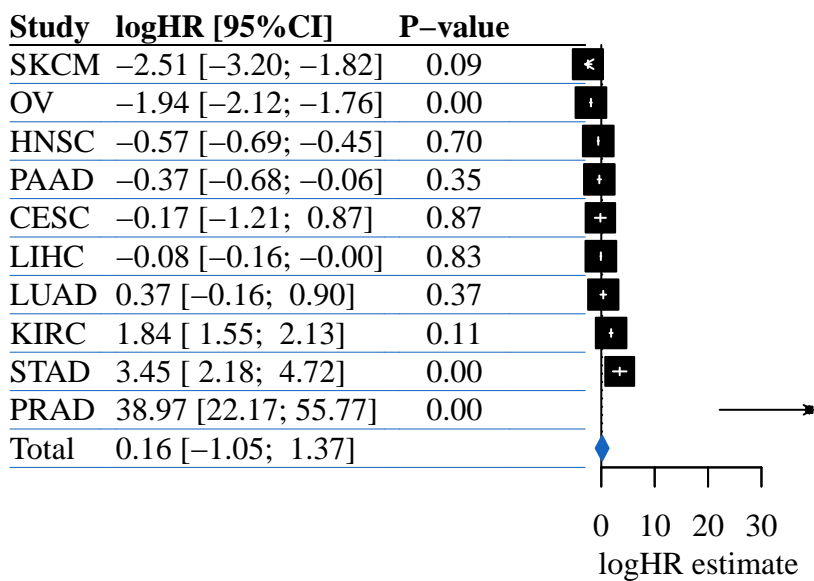 Study logHR [95%CI] P−value
SKCM −2.51 [−3.20; −1.82] 0.09
OV −1.94 [−2.12; −1.76] 0.00
HNSC −0.57 [−0.69; −0.45] 0.70
PAAD −0.37 [−0.68; −0.06] 0.35
CESC −0.17 [−1.21; 0.87] 0.87
LIHC −0.08 [−0.16; −0.00] 0.83
LUAD 0.37 [−0.16; 0.90] 0.37
KIRC 1.84 [ 1.55; 2.13] 0.11
STAD 3.45 [ 2.18; 4.72] 0.00
PRAD 38.97 [22.17; 55.77] 0.00
Total 0.16 [−1.05; 1.37]
0 10 20 30
logHR estimate